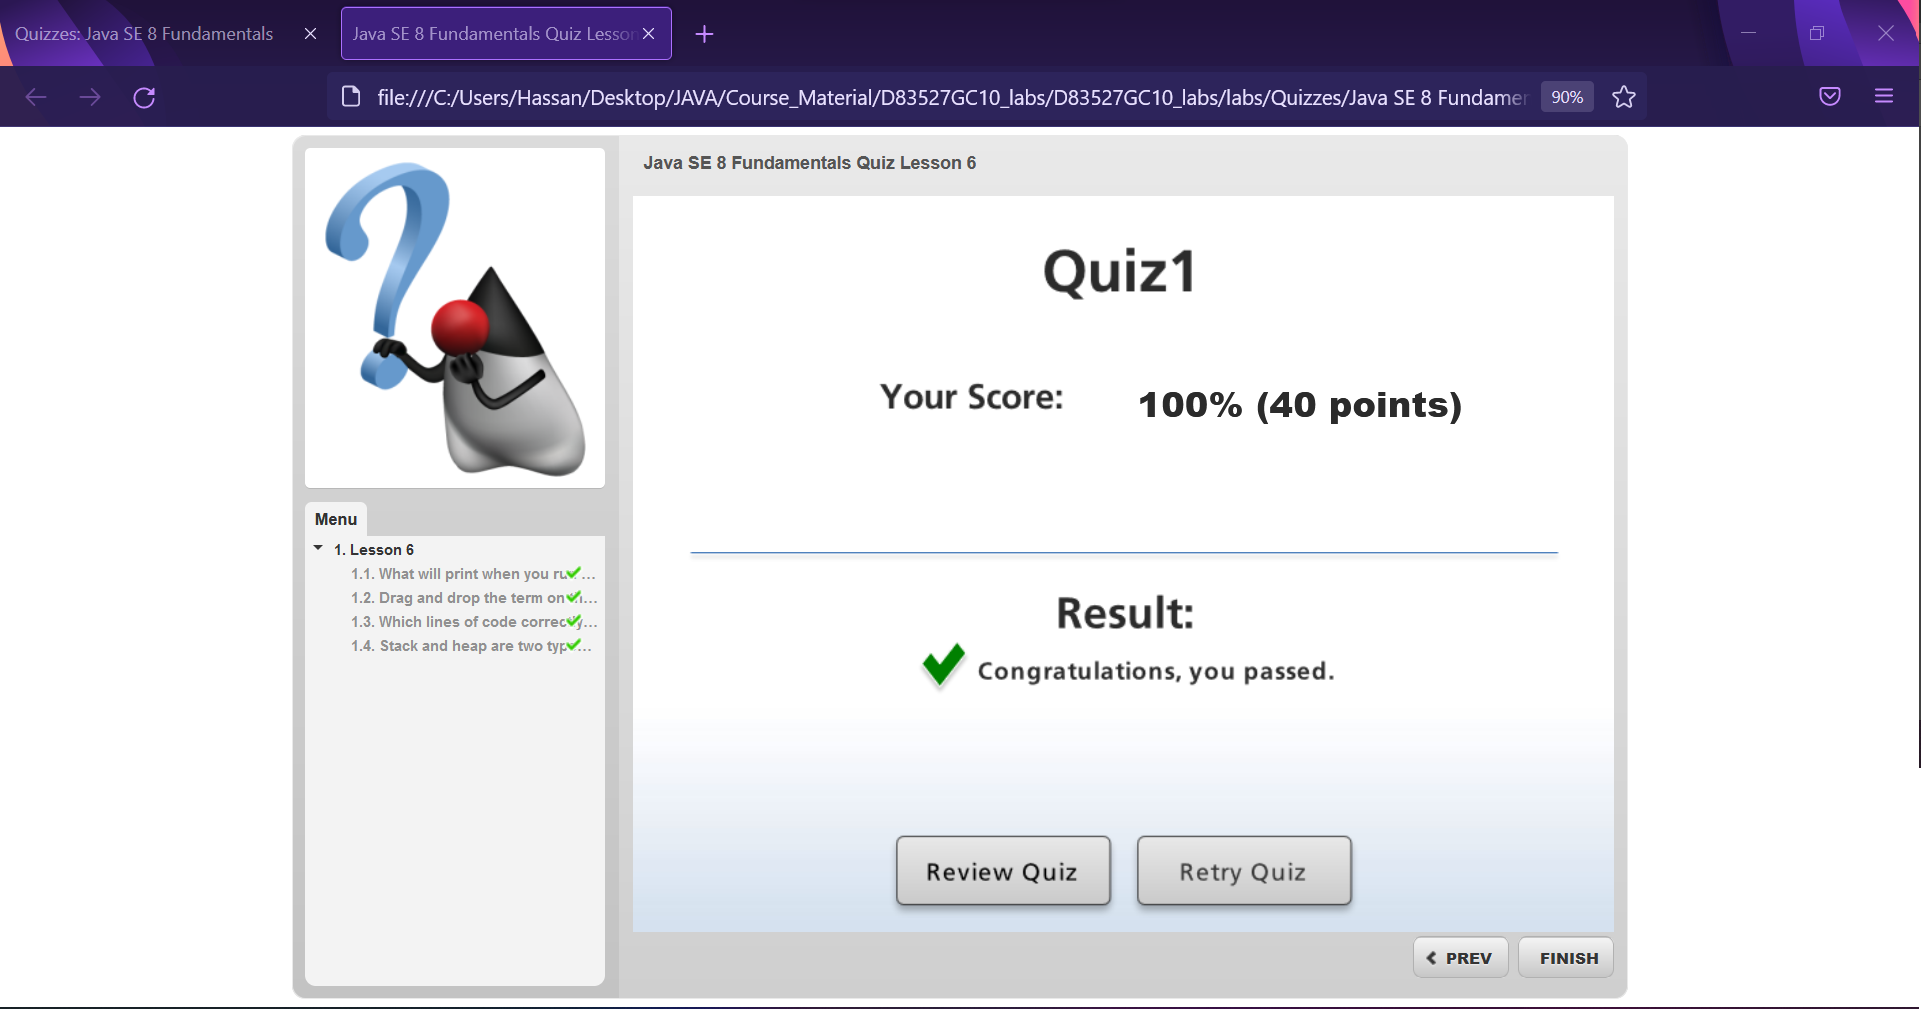 Quizzes: Java SE 8 Fundamentals
Java SE 8 Fundamentals Quiz Lesson
file:///C:/Users/Hassan/Desktop/JAVA/Course_Material/D83527GC10_labs/D83527GC10_labs/labs/Quizzes/Java SE 8 Fundamer
90%
Java SE 8 Fundamentals Quiz Lesson 6
Menu
1. Lesson 6
1.1. What will print when you ru...
1.2. Drag and drop the term on ...
1.3. Which lines of code correctly...
1.4. Stack and heap are two typ...
Quiz1
Your Score:
100% (40 points)
Result:
Congratulations, you passed.
Review Quiz
Retry Quiz
PREV
FINISH